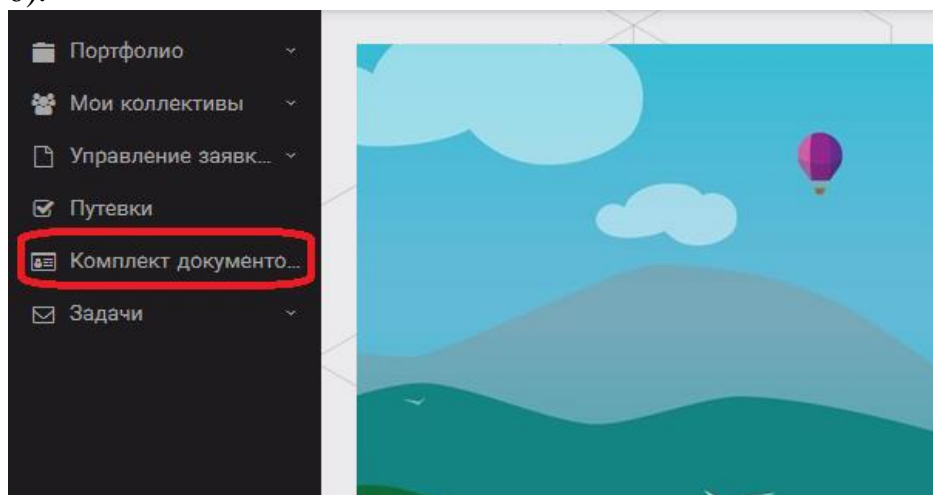 Портфолио
Мои коллективы
Управление заявк...
Путевки
Комплект документо...
Задачи